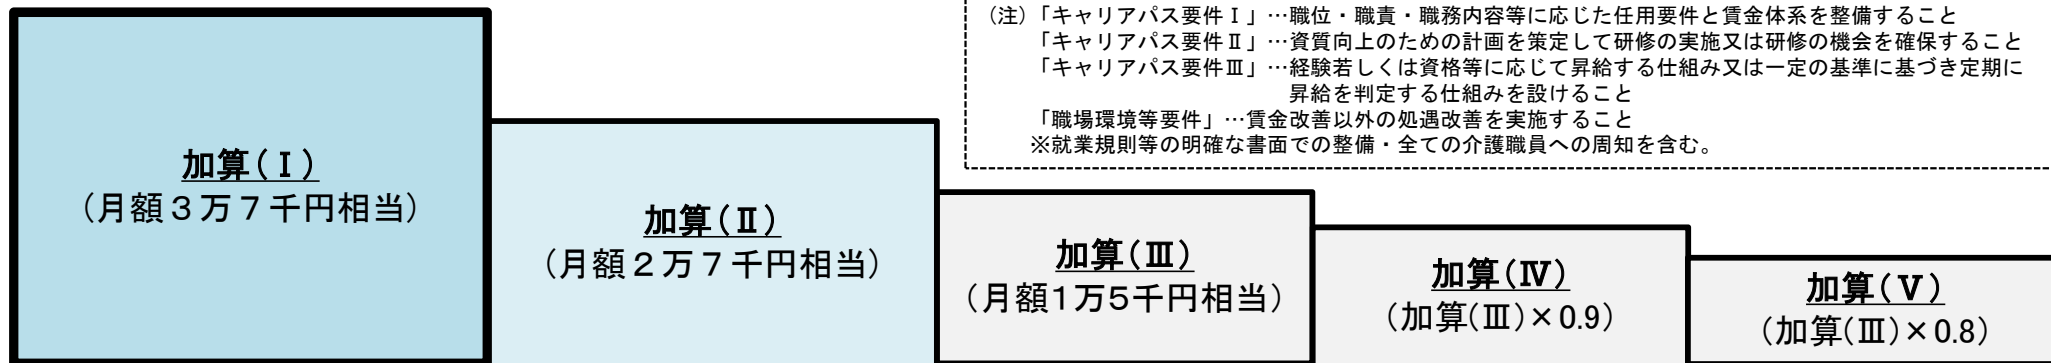 (注)「キャリアパス要件Ⅰ」…職位・職責・職務内容等に応じた任用要件と賃金体系を整備すること
「キャリアパス要件Ⅱ」…資質向上のための計画を策定して研修の実施又は研修の機会を確保すること
「キャリアパス要件Ⅲ」…経験若しくは資格等に応じて昇給する仕組み又は一定の基準に基づき定期に
昇給を判定する仕組みを設けること
「職場環境等要件」…賃金改善以外の処遇改善を実施すること
※就業規則等の明確な書面での整備・全ての介護職員への周知を含む。
加算(Ⅰ)
(月額3万7千円相当)
加算(Ⅱ)
(月額2万7千円相当)
加算(Ⅲ)
(月額1万5千円相当)
加算(Ⅳ)
(加算(Ⅲ)×0.9)
加算(Ⅴ)
(加算(Ⅲ)×0.8)